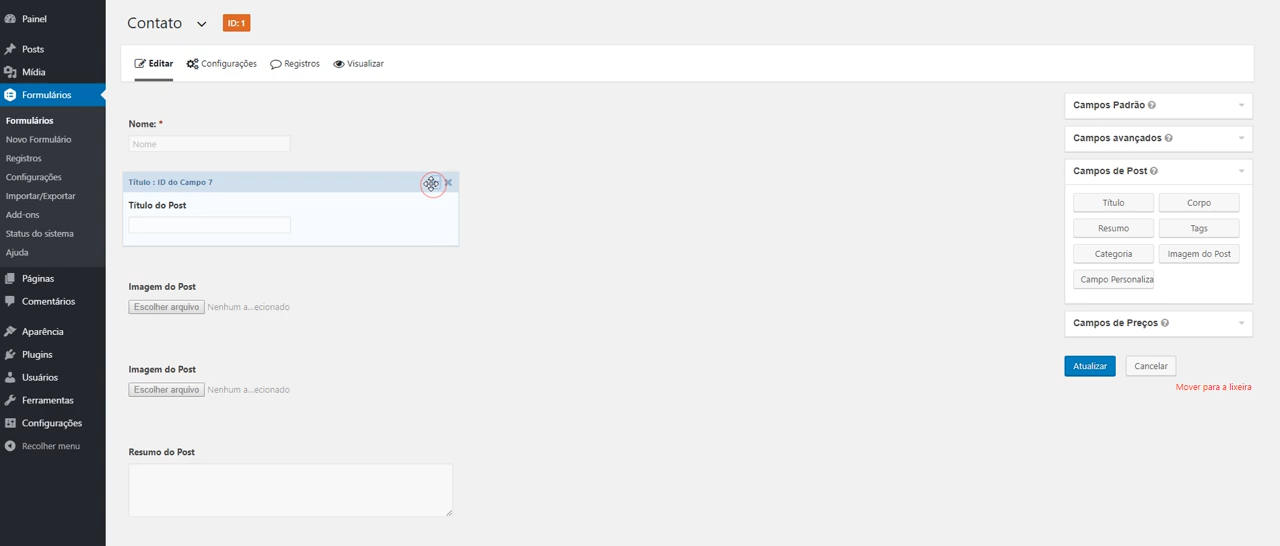 Painel
Posts
Mídia
Formulários
Formulários
Novo Formulário
Registros
Configurações
Importar/Exportar
Add-ons
Status do sistema
Ajuda
Páginas
Comentários
Aparência
Plugins
Usuários
Ferramentas
Configurações
Recolher menu
Contato ID: 1
Editar Configurações Registros Visualizar
Nome: *
Nome
Título : ID do Campo 7
Título do Post
Imagem do Post
Escolher arquivo Nenhum a...ecionado
Imagem do Post
Escolher arquivo Nenhum a...ecionado
Resumo do Post
Campos Padrão
Campos avançados
Campos de Post
Título Corpo
Resumo Tags
Categoria Imagem do Post
Campo Personaliza
Campos de Preços
Atualizar Cancelar
Mover para a lixeira